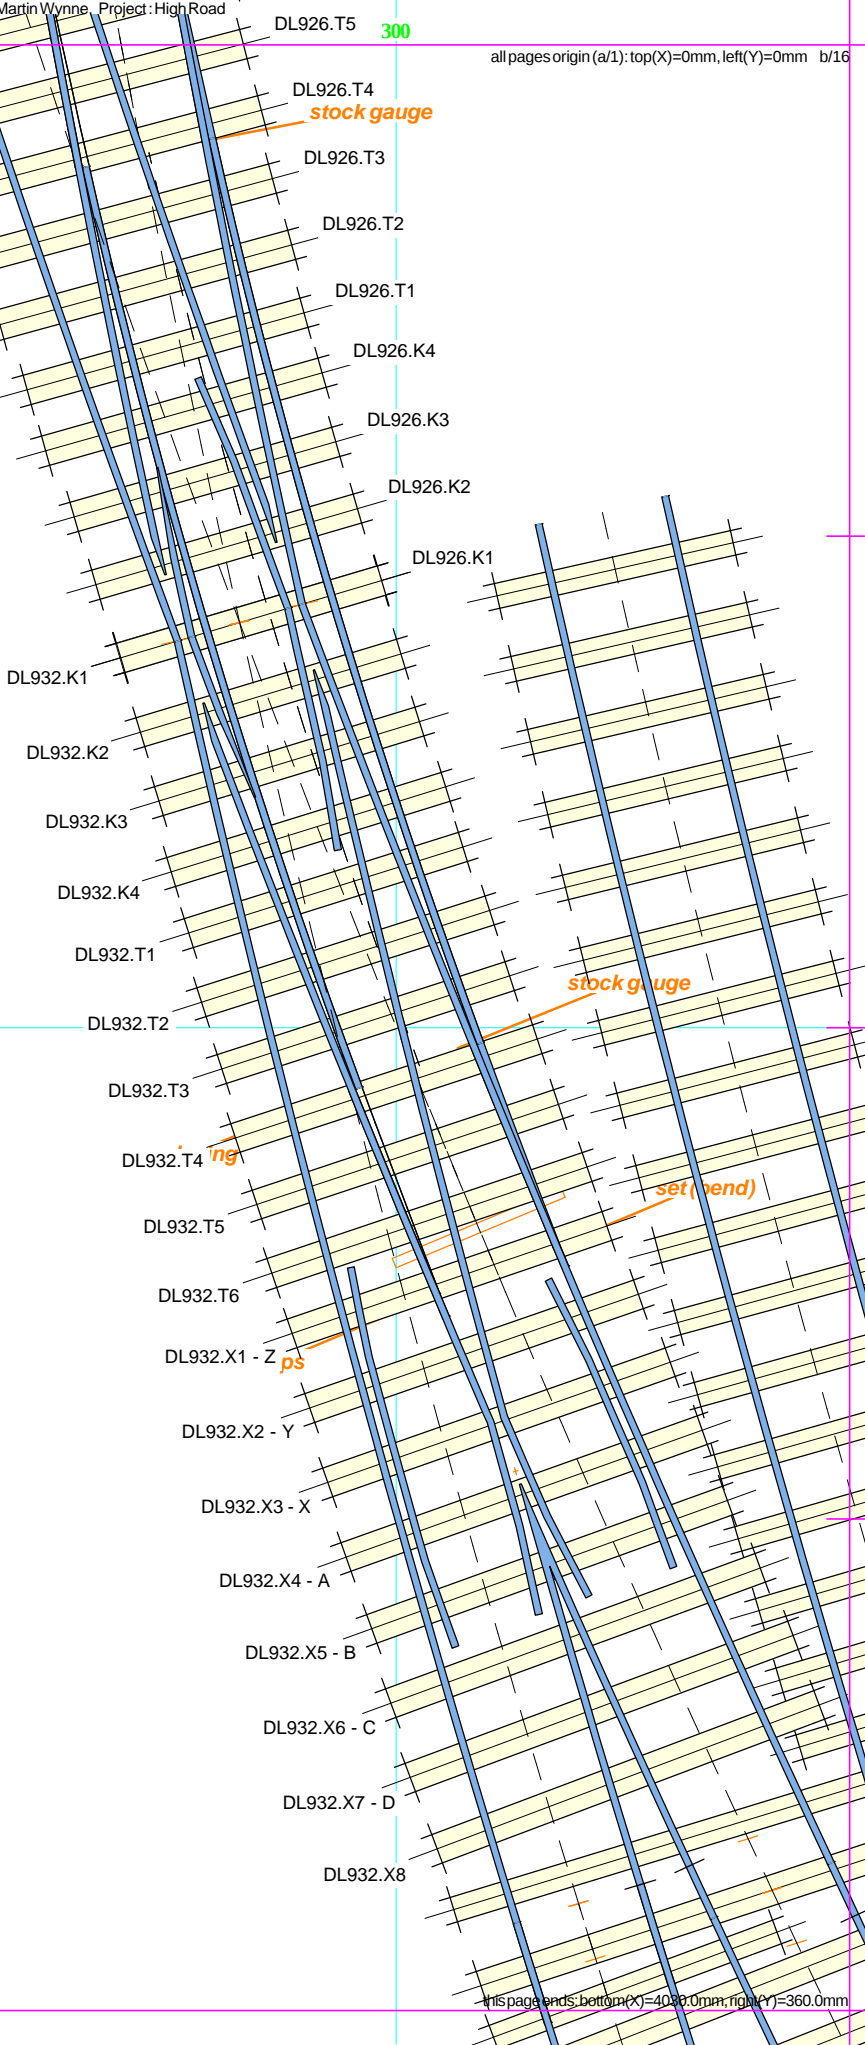 Martin Wynne, Project: High Road
DL926.T5
300
all pages origin (a/1): top(X)=0mm, left(Y)=0mm b/16
DL926.T4
stock gauge
DL926.T3
DL926.T2
DL926.T1
DL926.K4
DL926.K3
DL926.K2
DL926.K1
DL932.K1
DL932.K2
DL932.K3
DL932.K4
DL932.T1
stock gauge
DL932.T2
DL932.T3
DL932.T4
DL932.T5
set (bend)
DL932.T6
DL932.X1 - Z
DL932.X2 - Y
DL932.X3 - X
DL932.X4 - A
DL932.X5 - B
DL932.X6 - C
DL932.X7 - D
DL932.X8
this page ends: bottom(X)=4030.0mm, right(Y)=360.0mm